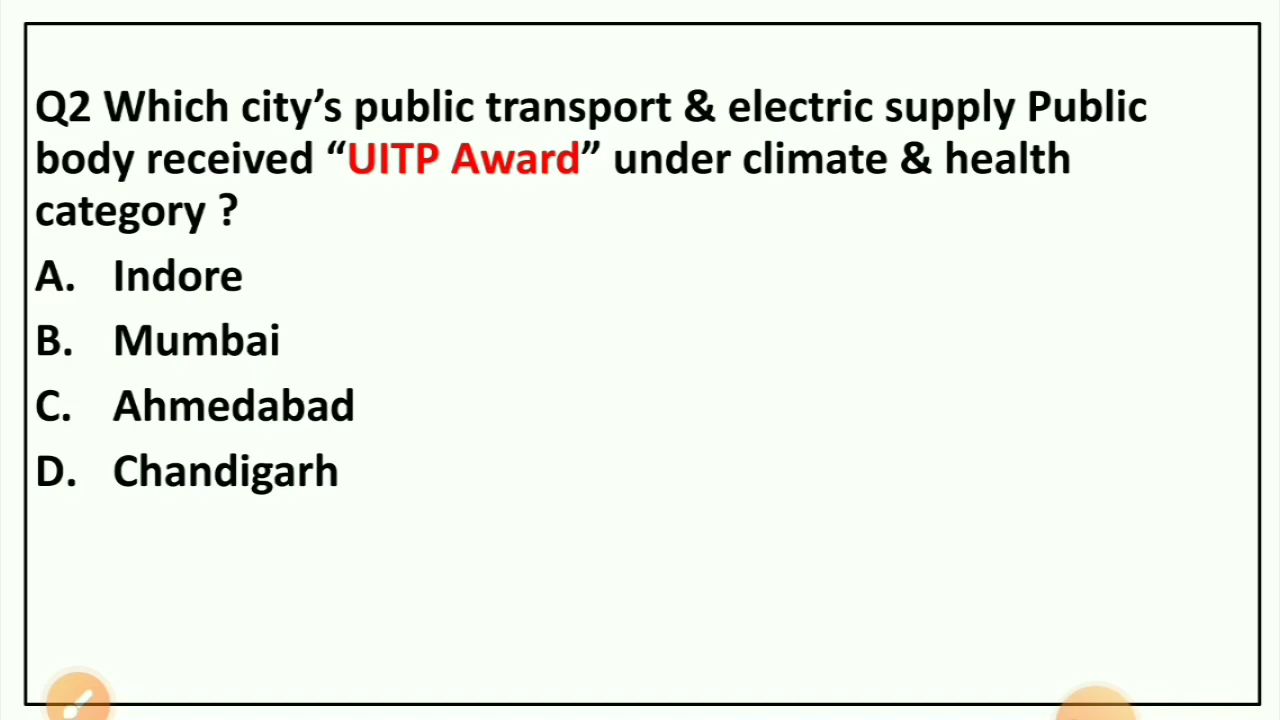 Q2 Which city’s public transport & electric supply Public
body received “UITP Award” under climate & health
category ?
A. Indore
B. Mumbai
C. Ahmedabad
D. Chandigarh